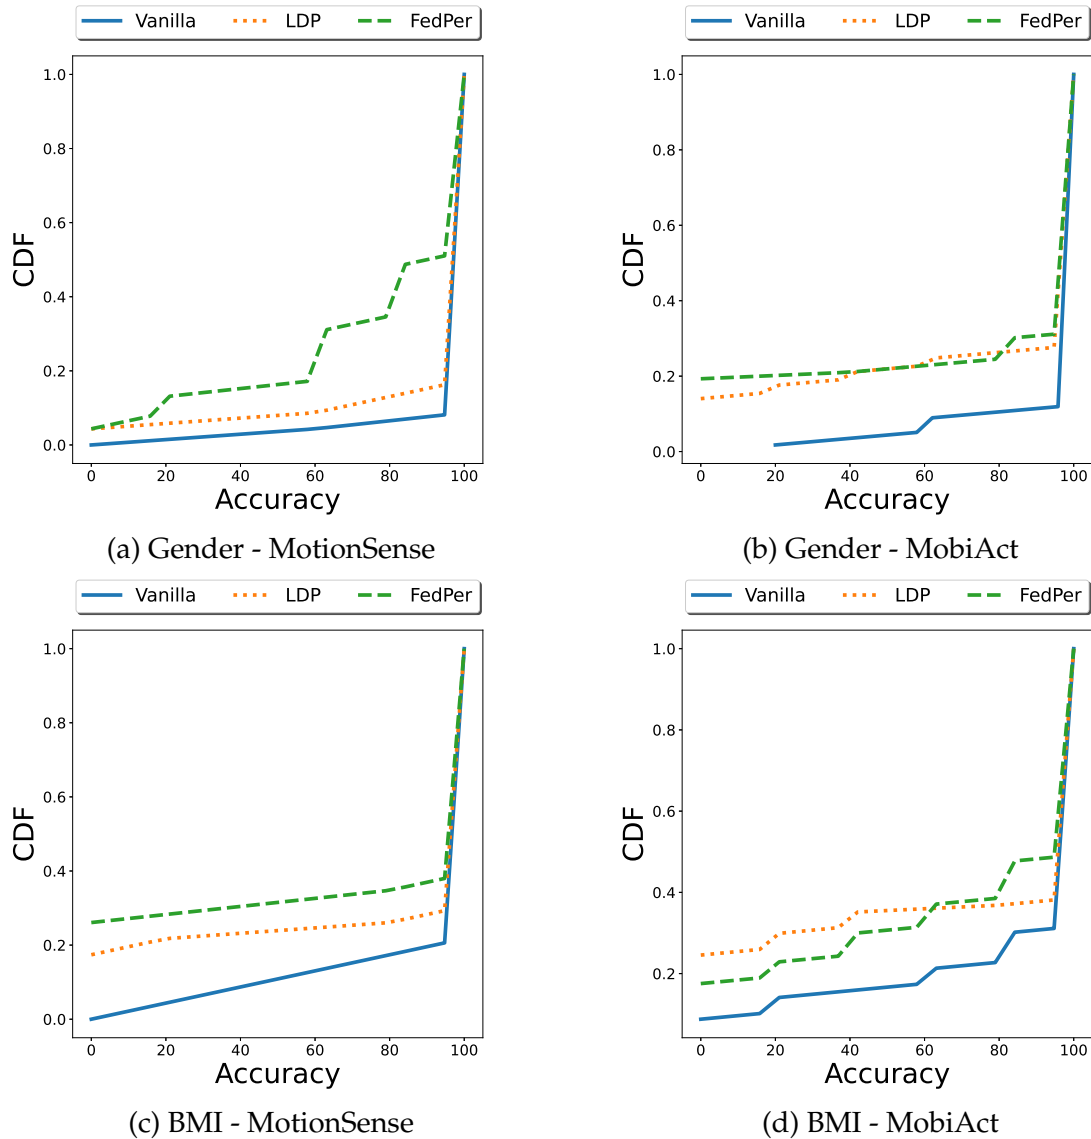 Vanilla LDP FedPer
Vanilla LDP FedPer
1.0
0.8
0.6
0.4
0.2
0.0
CDF
0 20 40 60 80 100
Accuracy
(a) Gender - MotionSense
1.0
0.8
0.6
0.4
0.2
0.0
CDF
0 20 40 60 80 100
Accuracy
(b) Gender - MobiAct
Vanilla LDP FedPer
Vanilla LDP FedPer
1.0
0.8
0.6
0.4
0.2
0.0
CDF
0 20 40 60 80 100
Accuracy
(c) BMI - MotionSense
1.0
0.8
0.6
0.4
0.2
CDF
0 20 40 60 80 100
Accuracy
(d) BMI - MobiAct